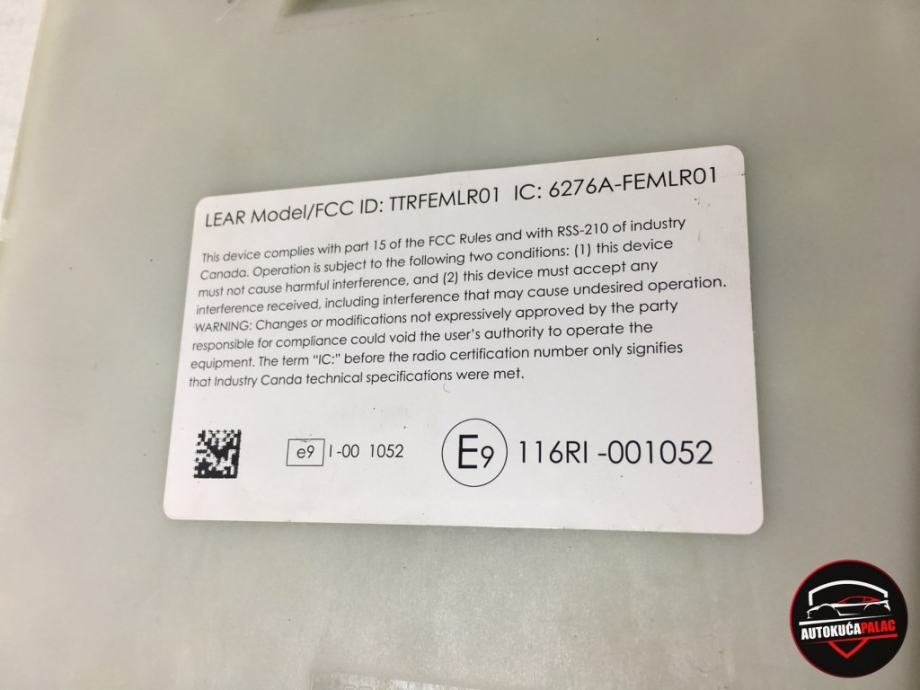 LEAR Model/FCC ID: TTRFEMLR01 IC: 6276A-FEMLR01
This device complies with part 15 of the FCC Rules and with RSS-210 of industry
Canada. Operation is subject to the following two conditions: (1) this device
must not cause harmful interference, and (2) this device must accept any
interference received, including interference that may cause undesired operation.
WARNING: Changes or modifications not expressively approved by the party
responsible for compliance could void the user's authority to operate the
equipment. The term "IC:" before the radio certification number only signifies
that Industry Canda technical specifications were met.
e9 I-00 1052 E9 116RI -001052
AUTOKUĆAPALAC